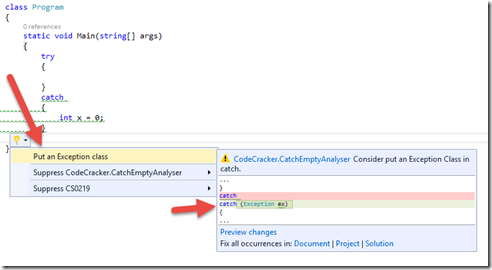 class Program
{
0 references
static void Main(string[] args)
{
try
{
}
catch
{
int x = 0;
}
}
Put an Exception class
Suppress CodeCracker.CatchEmptyAnalyser
Suppress CS0219
CodeCracker.CatchEmptyAnalyser Consider put an Exception Class in
catch.
...
}
catch
catch (Exception ex)
{
...
Preview changes
Fix all occurrences in: Document | Project | Solution